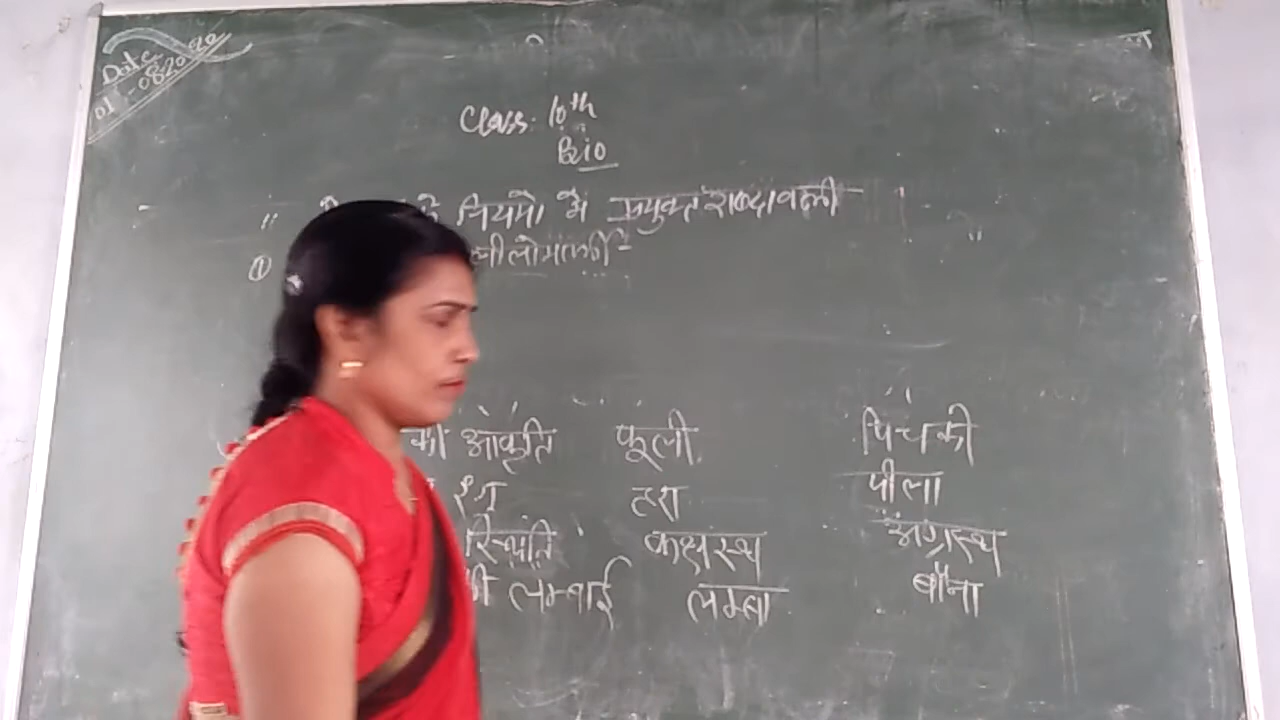 Date
01-08-2020
Class. 10th
Bio
नियमो में प्रयुक्त शब्दावली
① लीलोमार्फी -
की आकृति फूली पिचकी
रंग हरा पीला
स्थिति कक्षस्थ अग्रस्थ
की लम्बाई लम्बा बौना